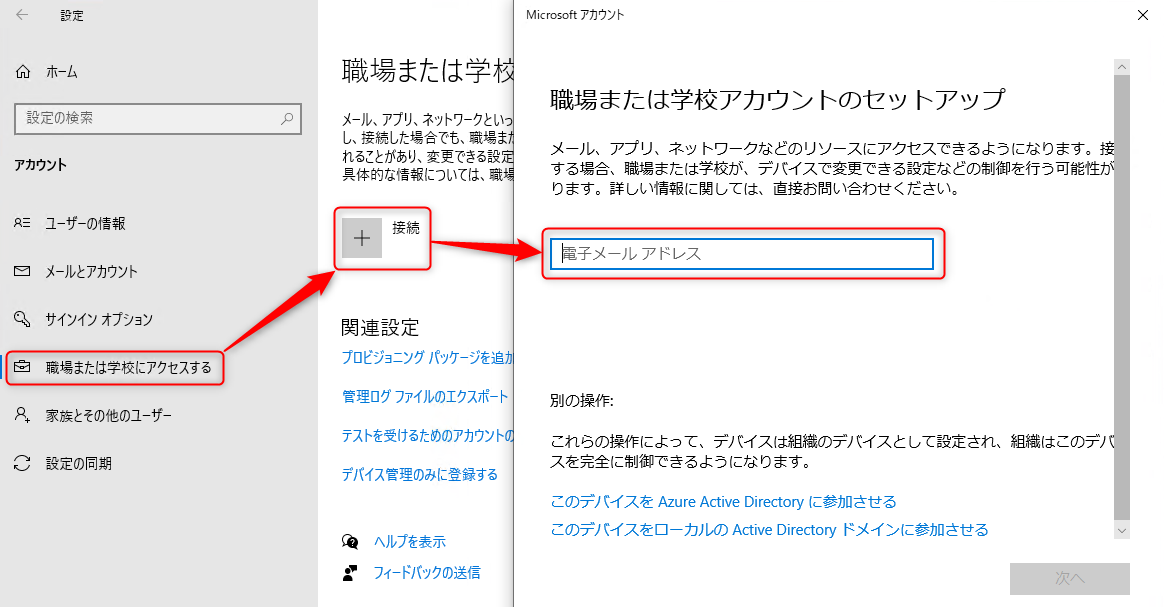 設定
ホーム
設定の検索
アカウント
ユーザーの情報
メールとアカウント
サインイン オプション
職場または学校にアクセスする
家族とその他のユーザー
設定の同期
職場または学校
メール、アプリ、ネットワークといっ
し、接続した場合でも、職場また
れることがあり、変更できる設定
具体的な情報については、職場
接続
関連設定
プロビジョニング パッケージを追加
管理ログ ファイルのエクスポート
テストを受けるためのアカウントの
デバイス管理のみに登録する
ヘルプを表示
フィードバックの送信
Microsoft アカウント
職場または学校アカウントのセットアップ
メール、アプリ、ネットワークなどのリソースにアクセスできるようになります。接
する場合、職場または学校が、デバイスで変更できる設定などの制御を行う可能性が
ります。詳しい情報に関しては、直接お問い合わせください。
電子メール アドレス
別の操作:
これらの操作によって、デバイスは組織のデバイスとして設定され、組織はこのデバ
スを完全に制御できるようになります。
このデバイスを Azure Active Directory に参加させる
このデバイスをローカルの Active Directory ドメインに参加させる
次へ